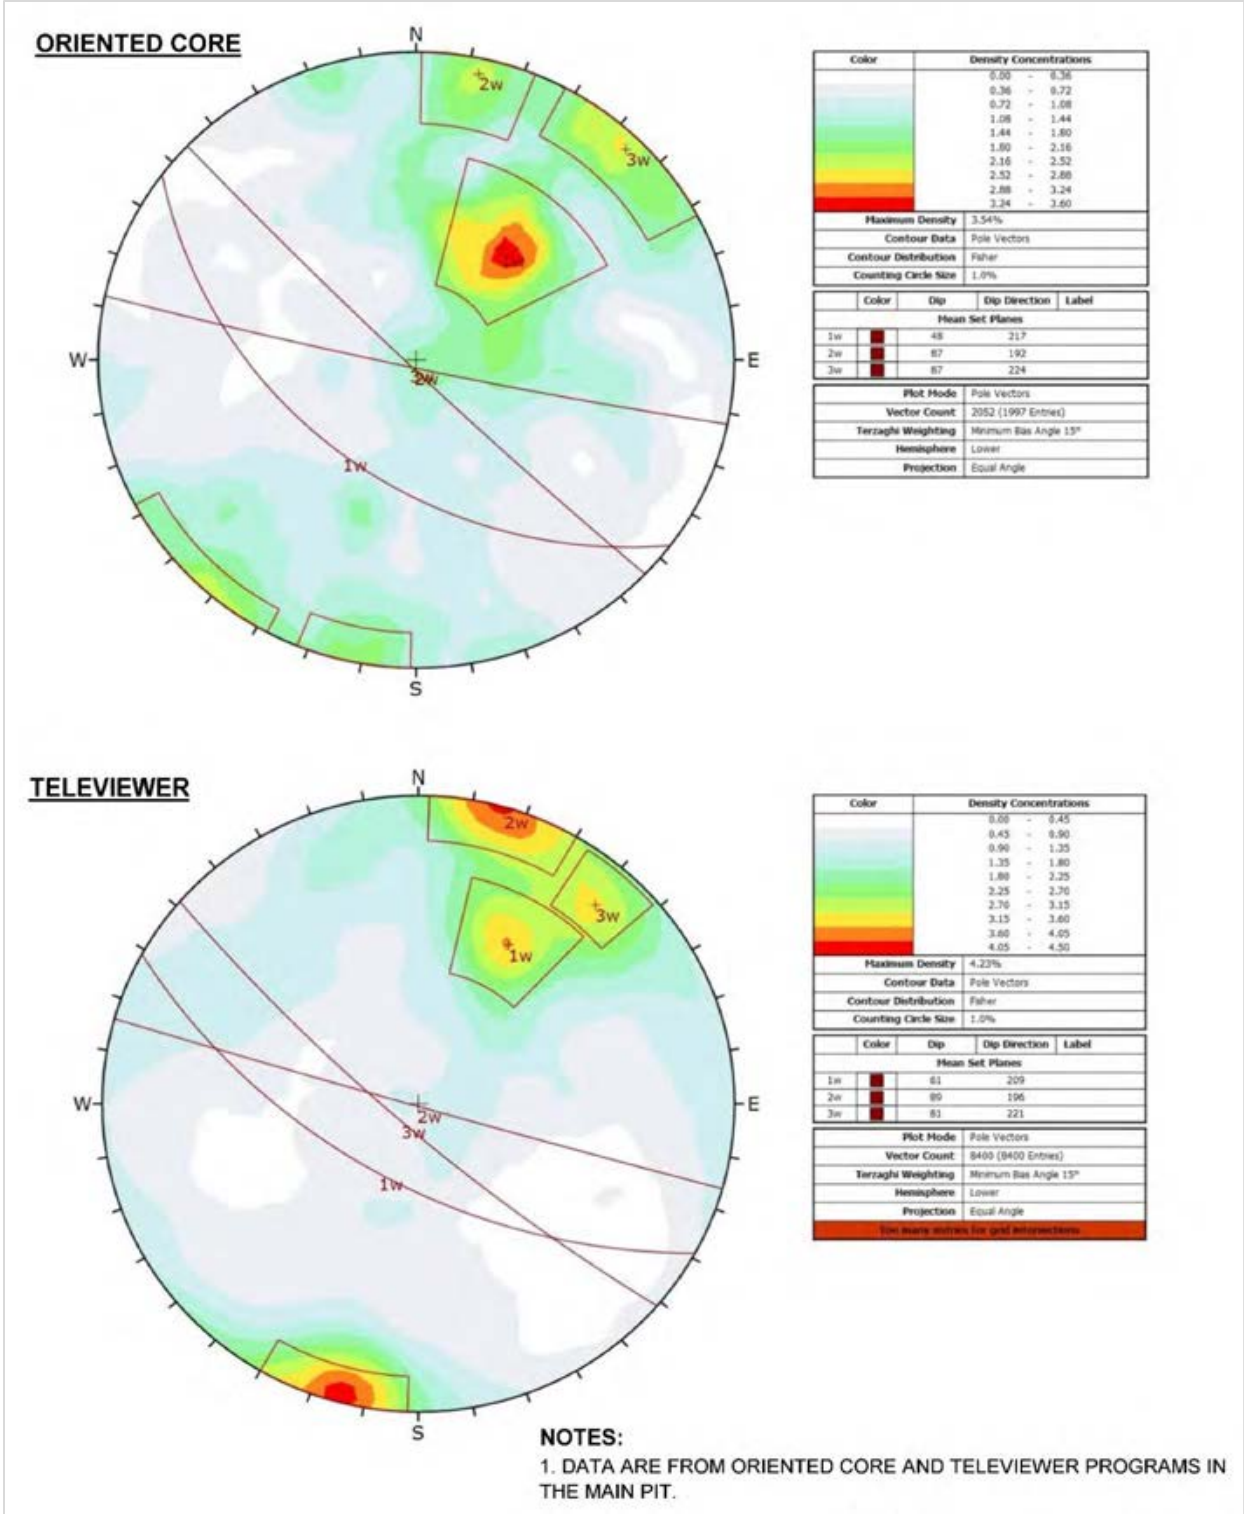 ORIENTED CORE
N
2w
3w
W
E
2w
1w
S
Color Density Concentrations
0.00 - 0.36
0.36 - 0.72
0.72 - 1.08
1.08 - 1.44
1.44 - 1.80
1.80 - 2.16
2.16 - 2.52
2.52 - 2.88
2.88 - 3.24
3.24 - 3.60
Maximum Density 3.54%
Contour Data Pole Vectors
Contour Distribution Fisher
Counting Circle Size 1.0%
Color Dip Dip Direction Label
Mean Set Planes
1w 48 217
2w 87 192
3w 87 224
Plot Mode Pole Vectors
Vector Count 2052 (1997 Entries)
Terzaghi Weighting Minimum Bias Angle 15°
Hemisphere Lower
Projection Equal Angle
TELEVIEWER
N
2w
3w
1w
W
E
2w
3w
1w
S
Color Density Concentrations
0.00 - 0.45
0.45 - 0.90
0.90 - 1.35
1.35 - 1.80
1.80 - 2.25
2.25 - 2.70
2.70 - 3.15
3.15 - 3.60
3.60 - 4.05
4.05 - 4.50
Maximum Density 4.23%
Contour Data Pole Vectors
Contour Distribution Fisher
Counting Circle Size 1.0%
Color Dip Dip Direction Label
Mean Set Planes
1w 61 209
2w 89 196
3w 81 221
Plot Mode Pole Vectors
Vector Count 8400 (8400 Entries)
Terzaghi Weighting Minimum Bias Angle 15°
Hemisphere Lower
Projection Equal Angle
Too many entries for grid intersections
NOTES:
1. DATA ARE FROM ORIENTED CORE AND TELEVIEWER PROGRAMS IN
THE MAIN PIT.